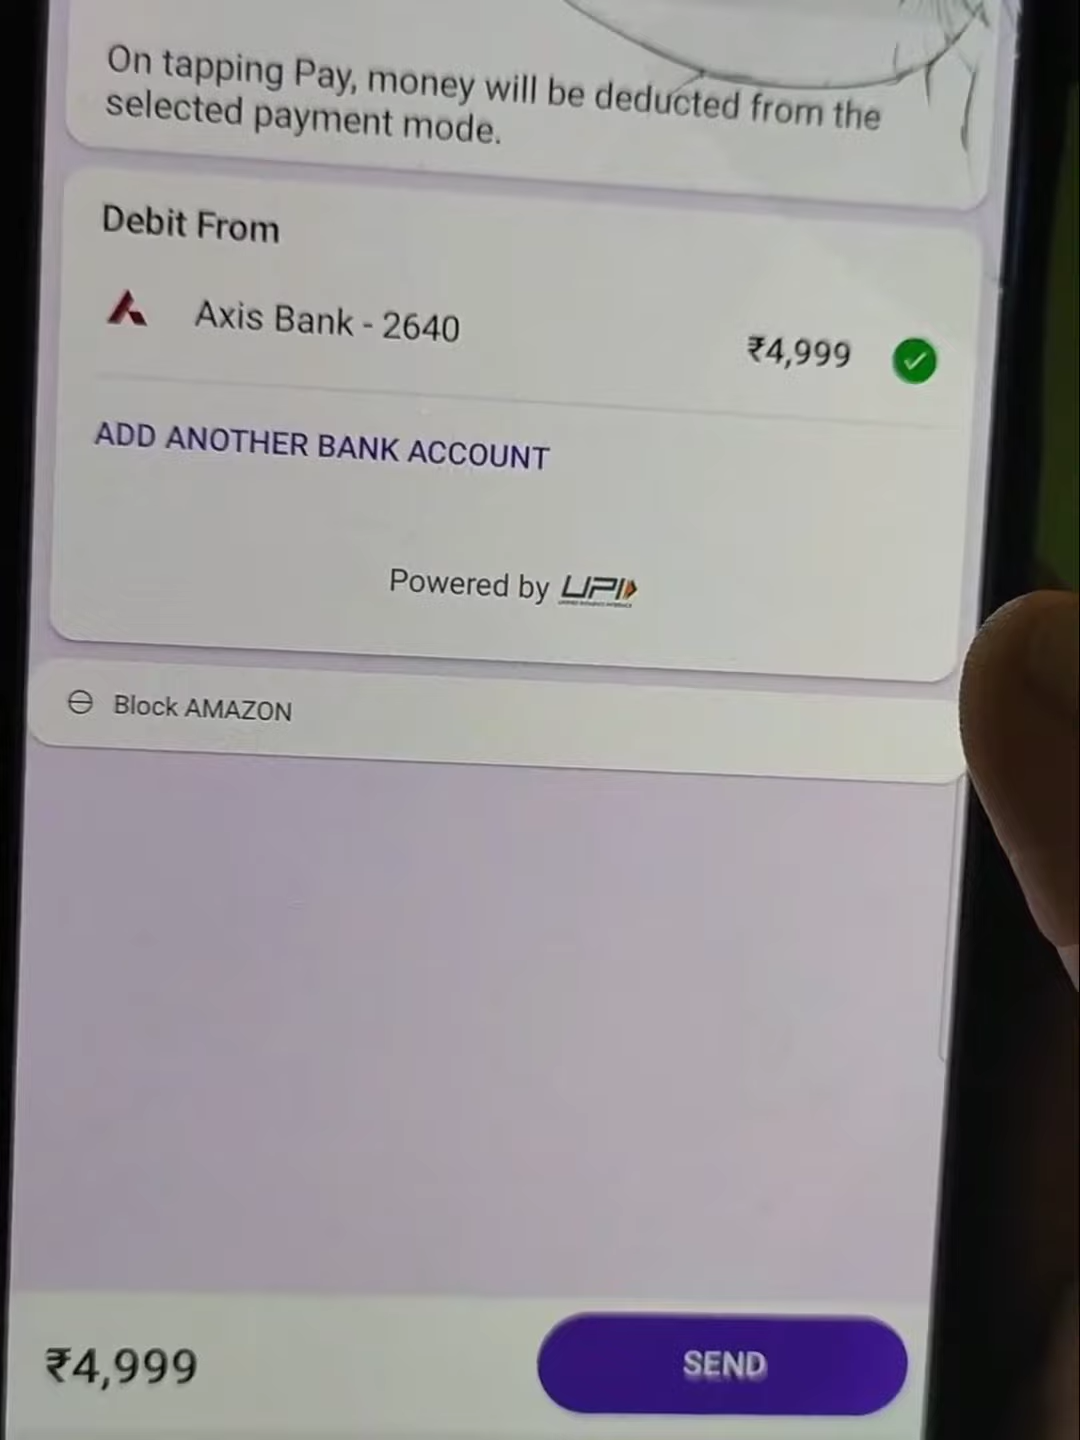 On tapping Pay, money will be deducted from the
selected payment mode.
Debit From
Axis Bank - 2640
₹4,999
ADD ANOTHER BANK ACCOUNT
Powered by UPI
Block AMAZON
₹4,999
SEND